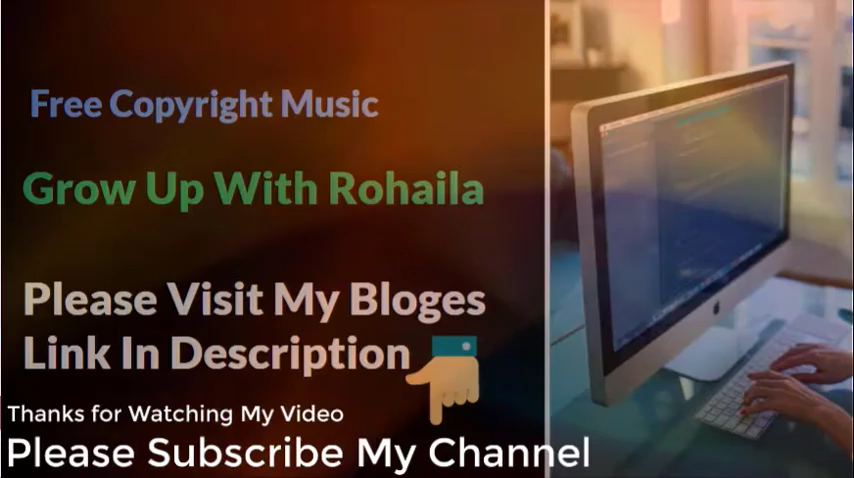 Free Copyright Music
Grow Up With Rohaila
Please Visit My Bloges
Link In Description
Thanks for Watching My Video
Please Subscribe My Channel